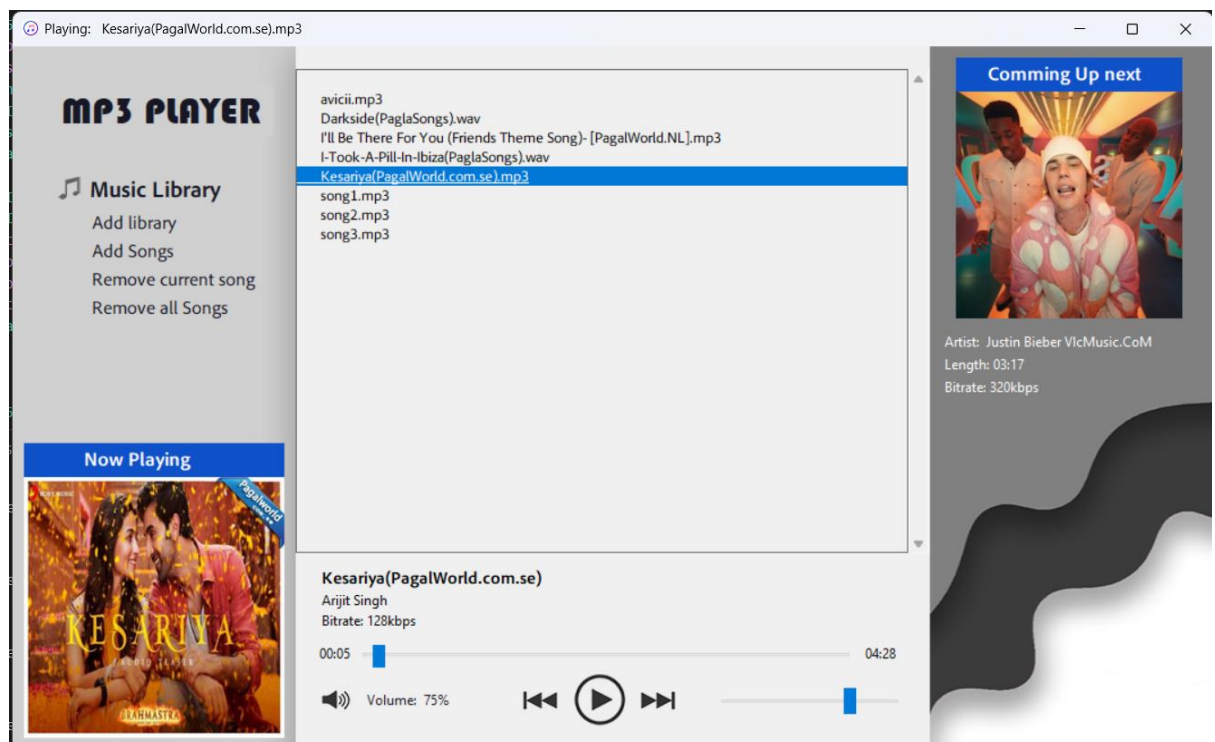 Playing: Kesariya(PagalWorld.com.se).mp3
MP3 PLAYER
Music Library
Add library
Add Songs
Remove current song
Remove all Songs
Now Playing
Pagalworld
KESARIYA
AUDIO TEASER
BRAHMASTRA
avicii.mp3
Darkside(PaglaSongs).wav
I'll Be There For You (Friends Theme Song)- [PagalWorld.NL].mp3
I-Took-A-Pill-In-Ibiza(PaglaSongs).wav
Kesariya(PagalWorld.com.se).mp3
song1.mp3
song2.mp3
song3.mp3
Kesariya(PagalWorld.com.se)
Arijit Singh
Bitrate: 128kbps
00:05
04:28
Volume: 75%
Comming Up next
Artist: Justin Bieber VlcMusic.CoM
Length: 03:17
Bitrate: 320kbps